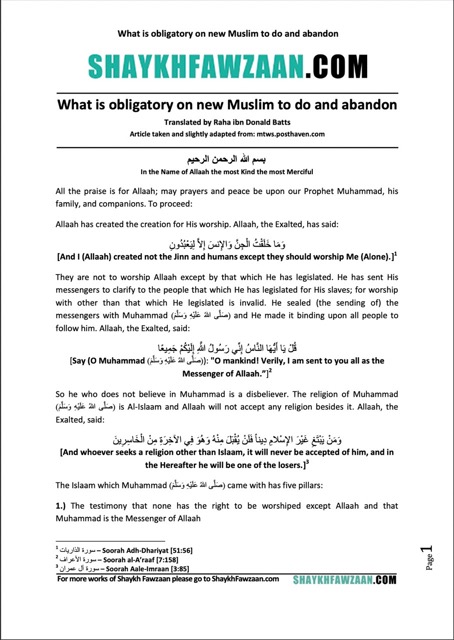 What is obligatory on new Muslim to do and abandon
SHAYKHFAWZAAN.COM
What is obligatory on new Muslim to do and abandon
Translated by Raha ibn Donald Batts
Article taken and slightly adapted from: mtws.posthaven.com
بسم الله الرحمن الرحيم
In the Name of Allaah the most Kind the most Merciful
All the praise is for Allaah; may prayers and peace be upon our Prophet Muhammad, his
family, and companions. To proceed:
Allaah has created the creation for His worship. Allaah, the Exalted, has said:
وَمَا خَلَقْتُ الْجِنَّ وَالْإِنسَ إِلَّا لِيَعْبُدُونِ
[And I (Allaah) created not the Jinn and humans except they should worship Me (Alone).]1
They are not to worship Allaah except by that which He has legislated. He has sent His
messengers to clarify to the people that which He has legislated for His slaves; for worship
with other than that which He legislated is invalid. He sealed (the sending of) the
messengers with Muhammad (صَلَّى اللهُ عَلَيْهِ وَسَلَّمَ) and He made it binding upon all people to
follow him. Allaah, the Exalted, said:
قُلْ يَا أَيُّهَا النَّاسُ إِنِّي رَسُولُ اللَّهِ إِلَيْكُمْ جَمِيعًا
[Say (O Muhammad (صَلَّى اللهُ عَلَيْهِ وَسَلَّمَ)): "O mankind! Verily, I am sent to you all as the
Messenger of Allaah."]2
So he who does not believe in Muhammad is a disbeliever. The religion of Muhammad
(صَلَّى اللهُ عَلَيْهِ وَسَلَّمَ) is Al-Islaam and Allaah will not accept any religion besides it. Allaah, the
Exalted, said:
وَمَنْ يَبْتَغِ غَيْرَ الْإِسْلَامِ دِيناً فَلَنْ يُقْبَلَ مِنْهُ وَهُوَ فِي الْآخِرَةِ مِنْ الْخَاسِرِينَ
[And whoever seeks a religion other than Islaam, it will never be accepted of him, and in
the Hereafter he will be one of the losers.]3
The Islaam which Muhammad (صَلَّى اللهُ عَلَيْهِ وَسَلَّمَ) came with has five pillars:
1.) The testimony that none has the right to be worshiped except Allaah and that
Muhammad is the Messenger of Allaah
1 سورة الذاريات – Soorah Adh-Dhariyat [51:56]
2 سورة الأعراف – Soorah al-A'raaf [7:158]
3 سورة آل عمران – Soorah Aale-Imraan [3:85]
For more works of Shaykh Fawzaan please go to ShaykhFawzaan.com SHAYKHFAWZAAN.COM
Page 1